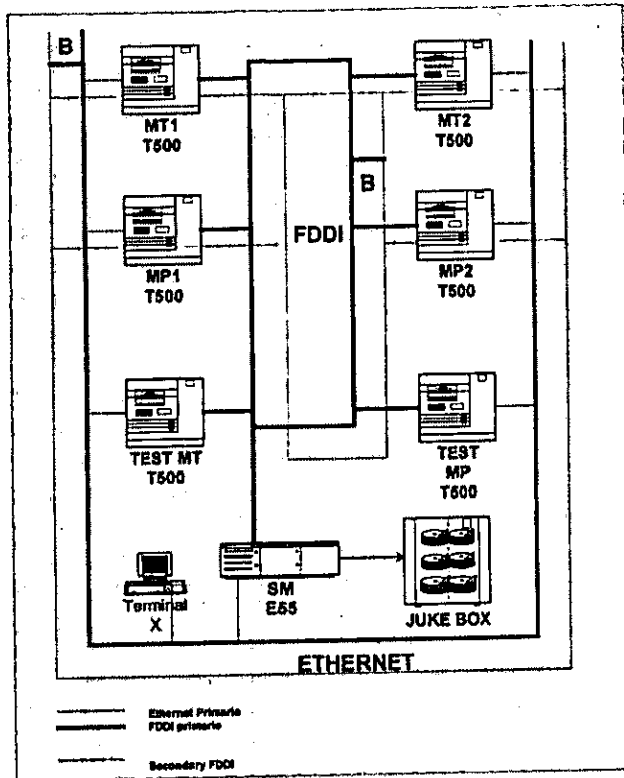 B
MT1
T500
MT2
T500
B
FDDI
MP1
T500
MP2
T500
TEST MT
T500
TEST
MP
T500
Terminal
X
SM
E55
JUKE BOX
ETHERNET
Ethernet Primario
FDDI primario
Secondary FDDI